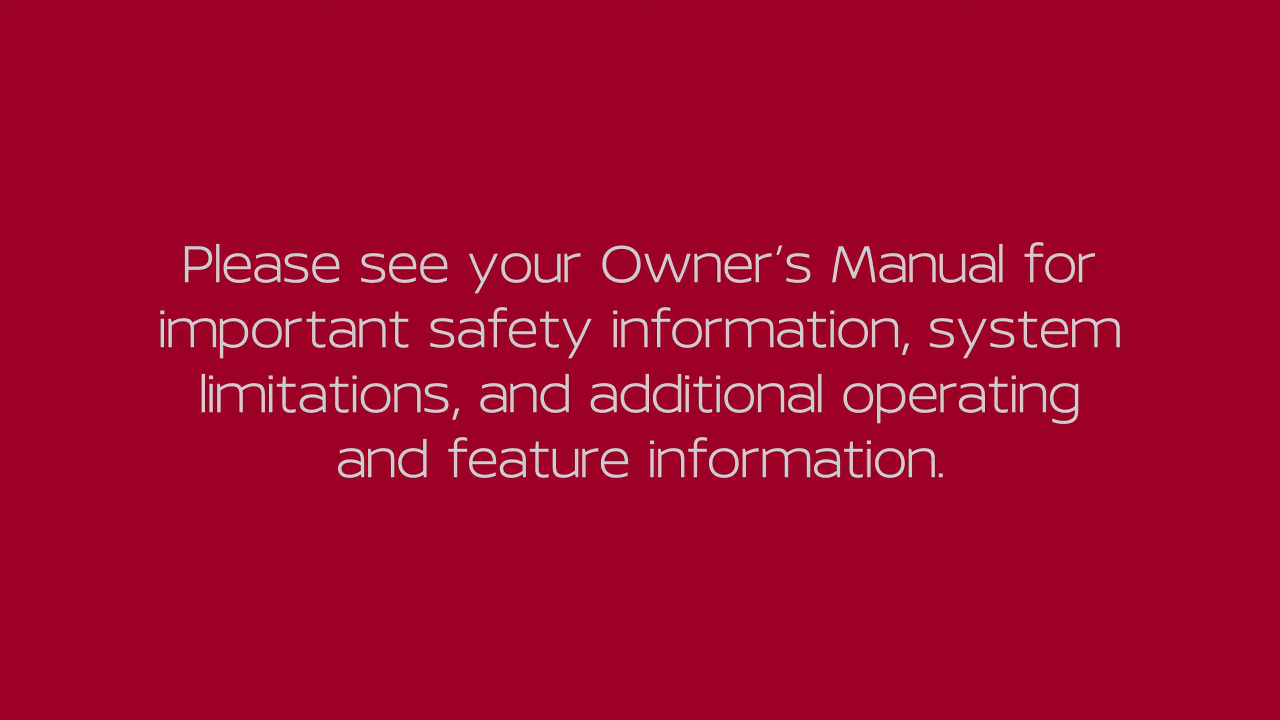 Please see your Owner’s Manual for
important safety information, system
limitations, and additional operating
and feature information.